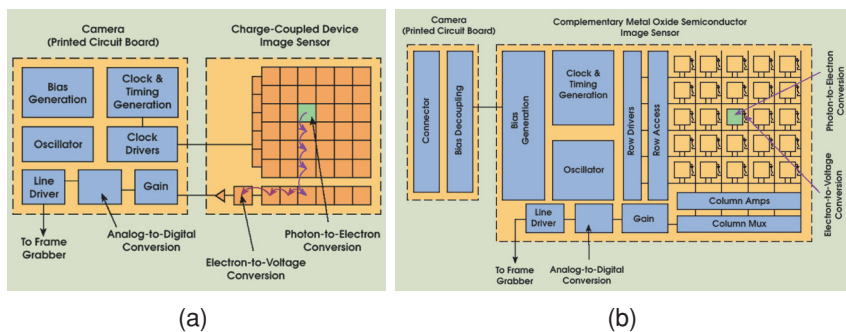 Camera
(Printed Circuit Board)
Charge-Coupled Device
Image Sensor
Bias
Generation
Clock &
Timing
Generation
Oscillator
Clock
Drivers
Line
Driver
Gain
To Frame
Grabber
Analog-to-Digital
Conversion
Photon-to-Electron
Conversion
Electron-to-Voltage
Conversion
(a)
Camera
(Printed Circuit Board)
Complementary Metal Oxide Semiconductor
Image Sensor
Connector
Bias Decoupling
Bias
Generation
Clock &
Timing
Generation
Oscillator
Row Drivers
Row Access
Line
Driver
Gain
Column Amps
Column Mux
To Frame
Grabber
Analog-to-Digital
Conversion
Photon-to-Electron
Conversion
Electron-to-Voltage
Conversion
(b)